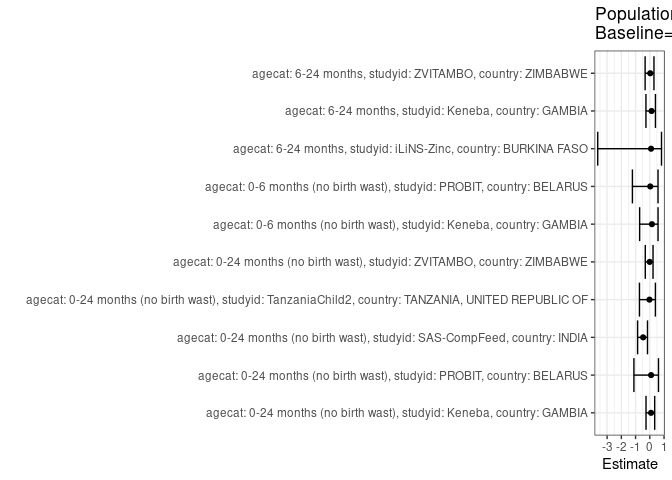 Population
Baseline=
agecat: 6-24 months, studyid: ZVITAMBO, country: ZIMBABWE
agecat: 6-24 months, studyid: Keneba, country: GAMBIA
agecat: 6-24 months, studyid: iLiNS-Zinc, country: BURKINA FASO
agecat: 0-6 months (no birth wast), studyid: PROBIT, country: BELARUS
agecat: 0-6 months (no birth wast), studyid: Keneba, country: GAMBIA
agecat: 0-24 months (no birth wast), studyid: ZVITAMBO, country: ZIMBABWE
agecat: 0-24 months (no birth wast), studyid: TanzaniaChild2, country: TANZANIA, UNITED REPUBLIC OF
agecat: 0-24 months (no birth wast), studyid: SAS-CompFeed, country: INDIA
agecat: 0-24 months (no birth wast), studyid: PROBIT, country: BELARUS
agecat: 0-24 months (no birth wast), studyid: Keneba, country: GAMBIA
-3 -2 -1 0 1
Estimate